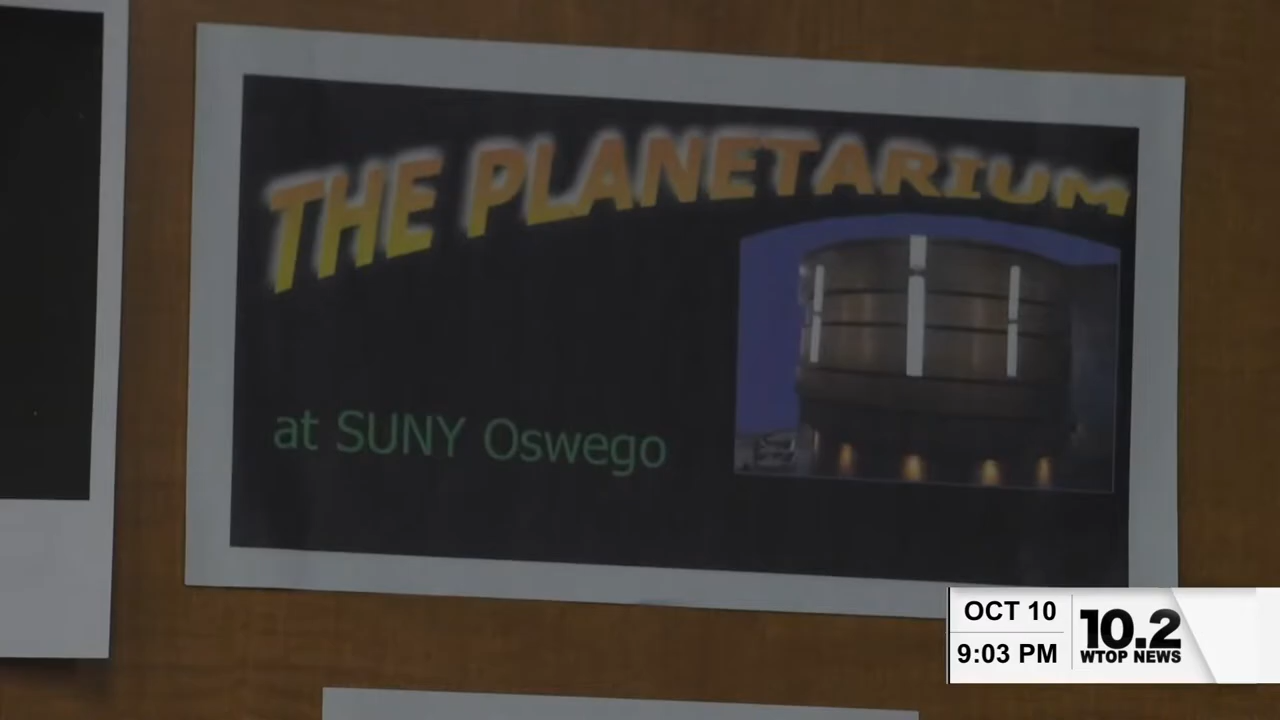 THE PLANETARIUM
at SUNY Oswego
OCT 10
9:03 PM
10.2
WTOP NEWS